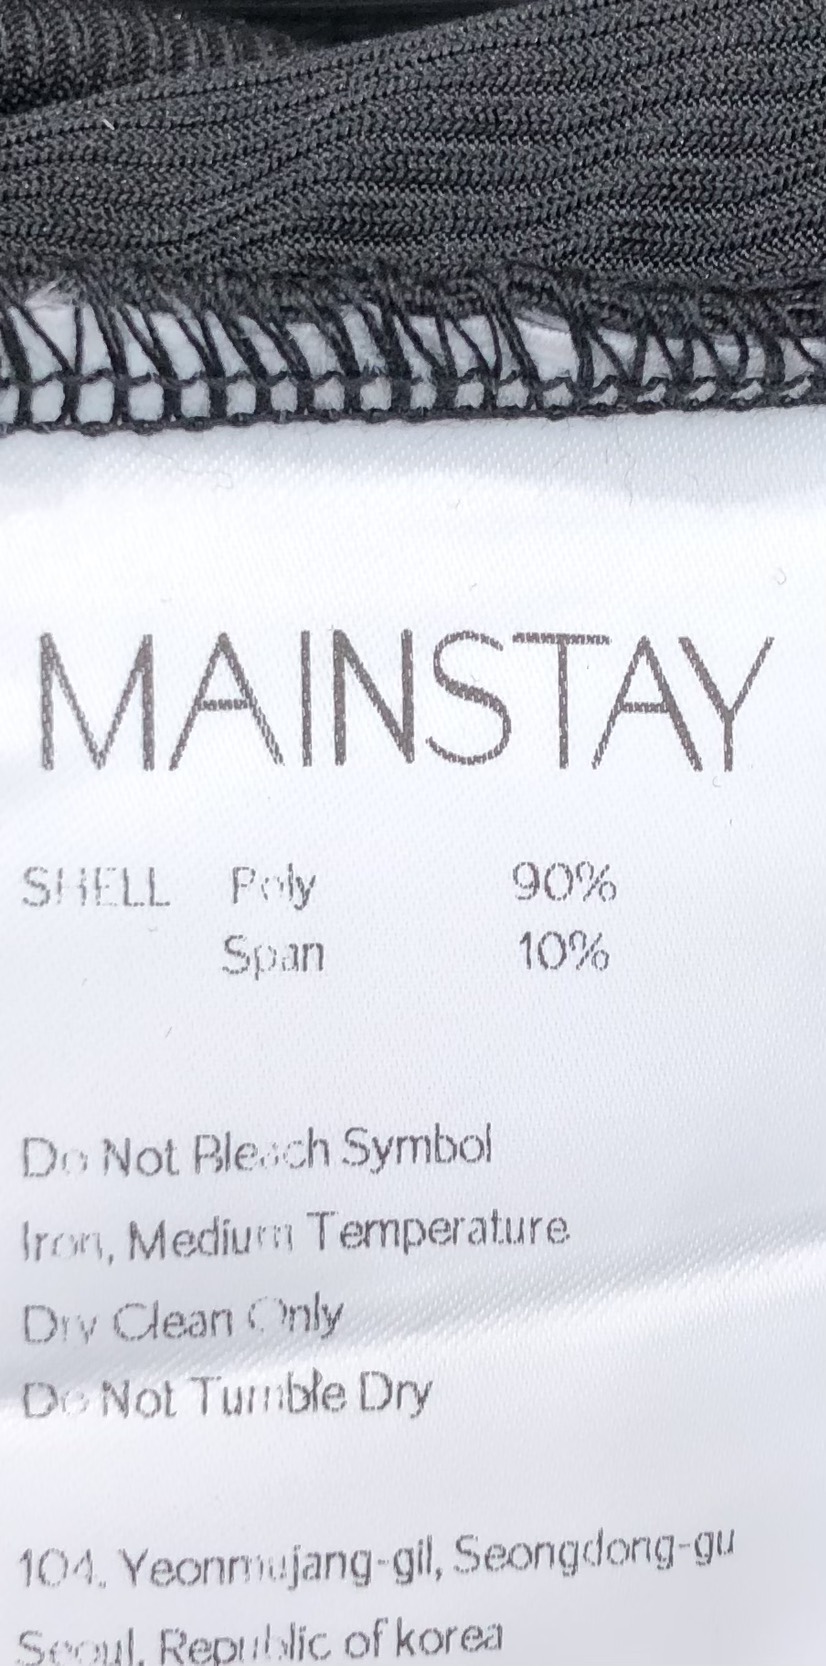 MAINSTAY
SHELL Poly 90%
Span 10%
Do Not Bleach Symbol
Iron, Medium Temperature
Dry Clean Only
Do Not Tumble Dry
104, Yeonmujang-gil, Seongdong-gu
Seoul, Republic of korea